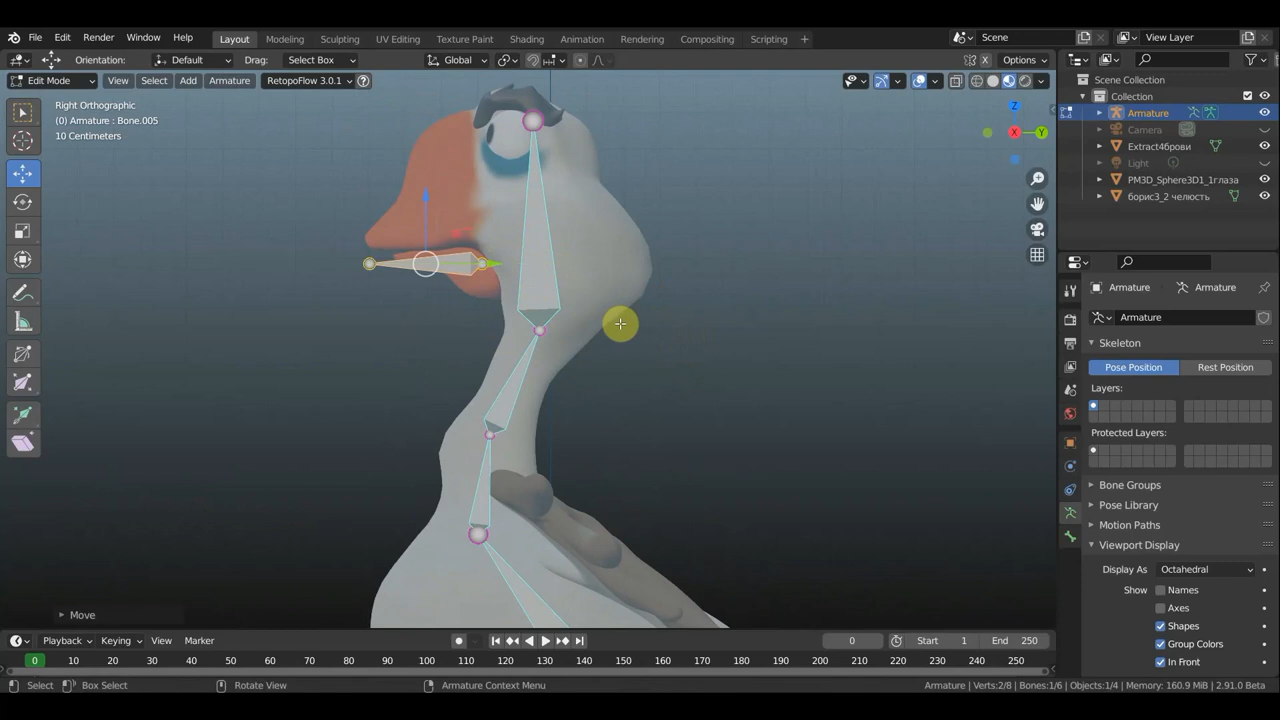 File Edit Render Window Help Layout Modeling Sculpting UV Editing Texture Paint Shading Animation Rendering Compositing Scripting + Scene View Layer
Orientation: Default Drag: Select Box Global Options
Edit Mode View Select Add Armature RetopoFlow 3.0.1
Right Orthographic
(0) Armature : Bone.005
10 Centimeters
Z
X
Y
Scene Collection
Collection
Armature
Camera
Extract4брови
Light
PM3D_Sphere3D1_1глаза
борис3_2 челюсть
Armature Armature
Armature
Skeleton
Pose Position Rest Position
Layers:
Protected Layers:
Bone Groups
Pose Library
Motion Paths
Viewport Display
Display As Octahedral
Show Names
Axes
Shapes
Group Colors
In Front
Move
Playback Keying View Marker 0 Start 1 End 250
0 10 20 30 40 50 60 70 80 90 100 110 120 130 140 150 160 170 180 190 200 210 220 230 240 250
Select Box Select Rotate View Armature Context Menu Armature | Verts:2/8 | Bones:1/6 | Objects:1/4 | Memory: 160.9 MiB | 2.91.0 Beta